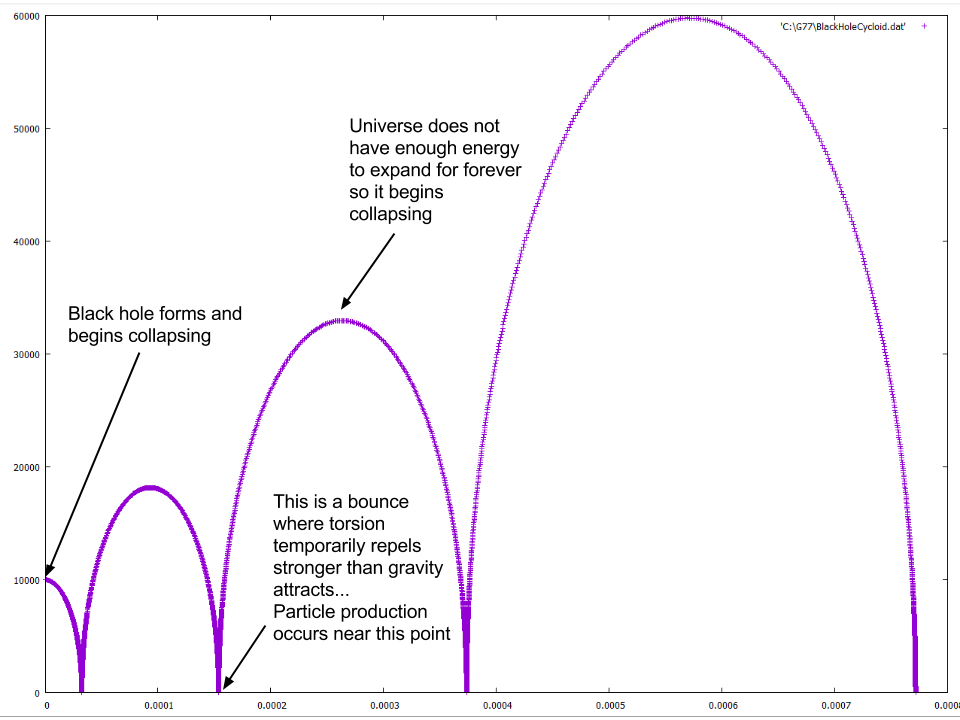 60000
'C:\G77\BlackHoleCycloid.dat'
50000
Universe does not
have enough energy
to expand for forever
so it begins
collapsing
40000
Black hole forms and
begins collapsing
30000
20000
This is a bounce
where torsion
temporarily repels
stronger than gravity
attracts...
Particle production
occurs near this point
10000
0
0 0.0001 0.0002 0.0003 0.0004 0.0005 0.0006 0.0007 0.0008